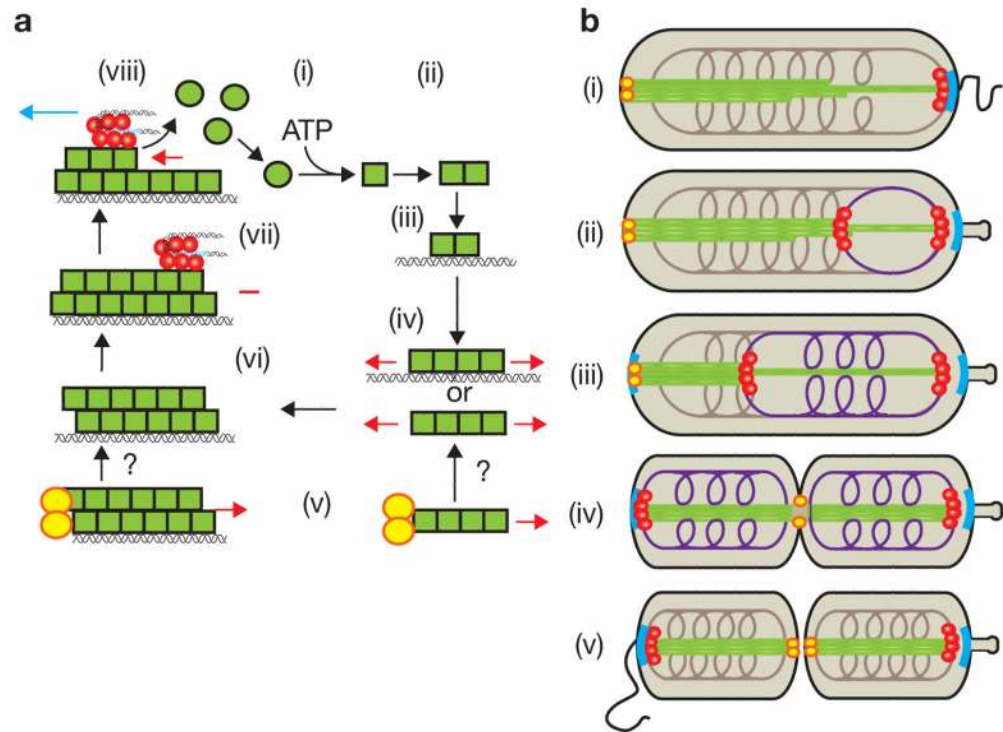 a
(viii)
(i)
(ii)
ATP
(iii)
(vii)
(iv)
or
(vi)
?
?
(v)
b
(i)
(ii)
(iii)
(iv)
(v)